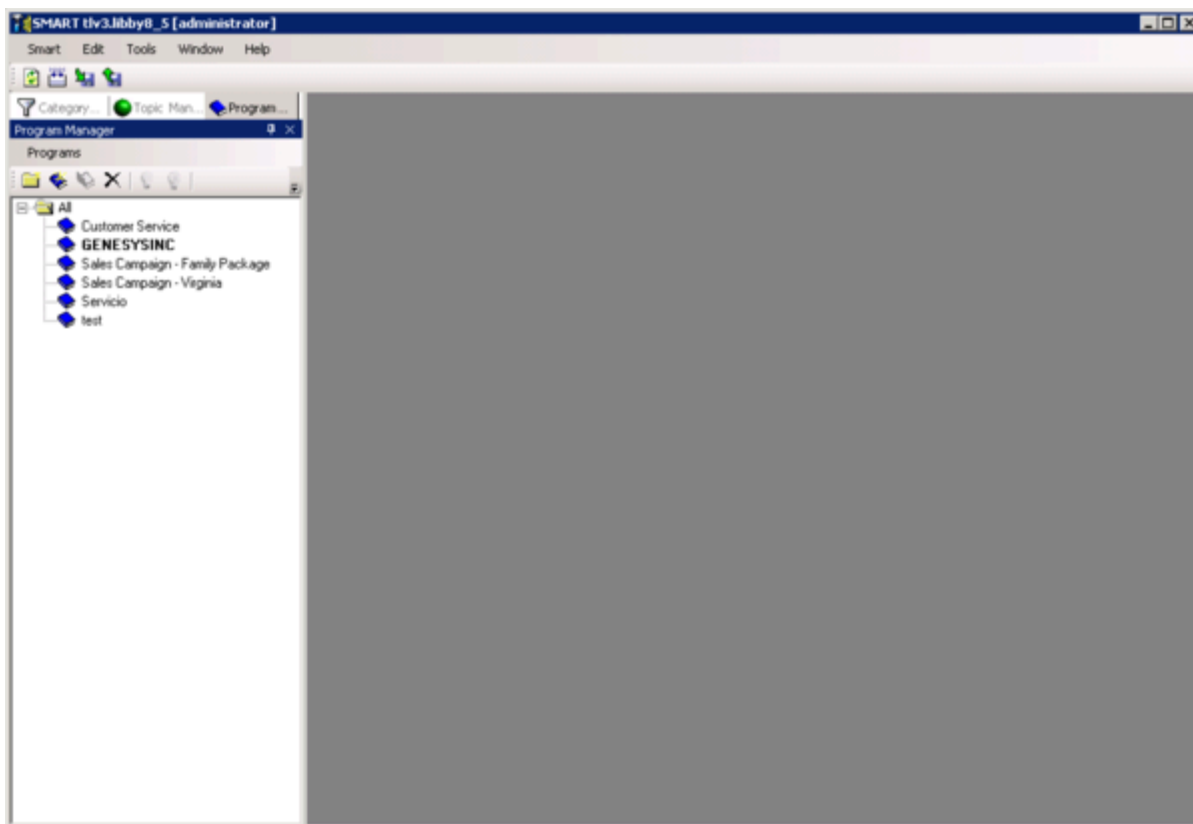 SMART tlv3.libby8_5 [administrator]
Smart Edit Tools Window Help
Category... Topic Man... Program...
Program Manager
Programs
All
Customer Service
GENESYSINC
Sales Campaign - Family Package
Sales Campaign - Virginia
Servicio
test